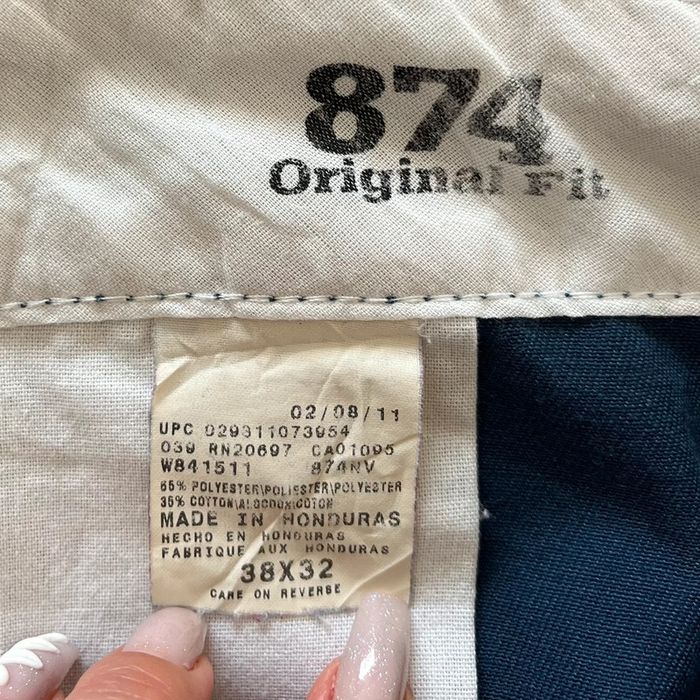 874
Original Fit
02/08/11
UPC 029311073954
039 RN20697 CA01095
W841511 874NV
65% POLYESTER\POLIESTER\POLYESTER
35% COTTON\ALGODON\COTON
MADE IN HONDURAS
HECHO EN HONDURAS
FABRIQUE AUX HONDURAS
38X32
CARE ON REVERSE